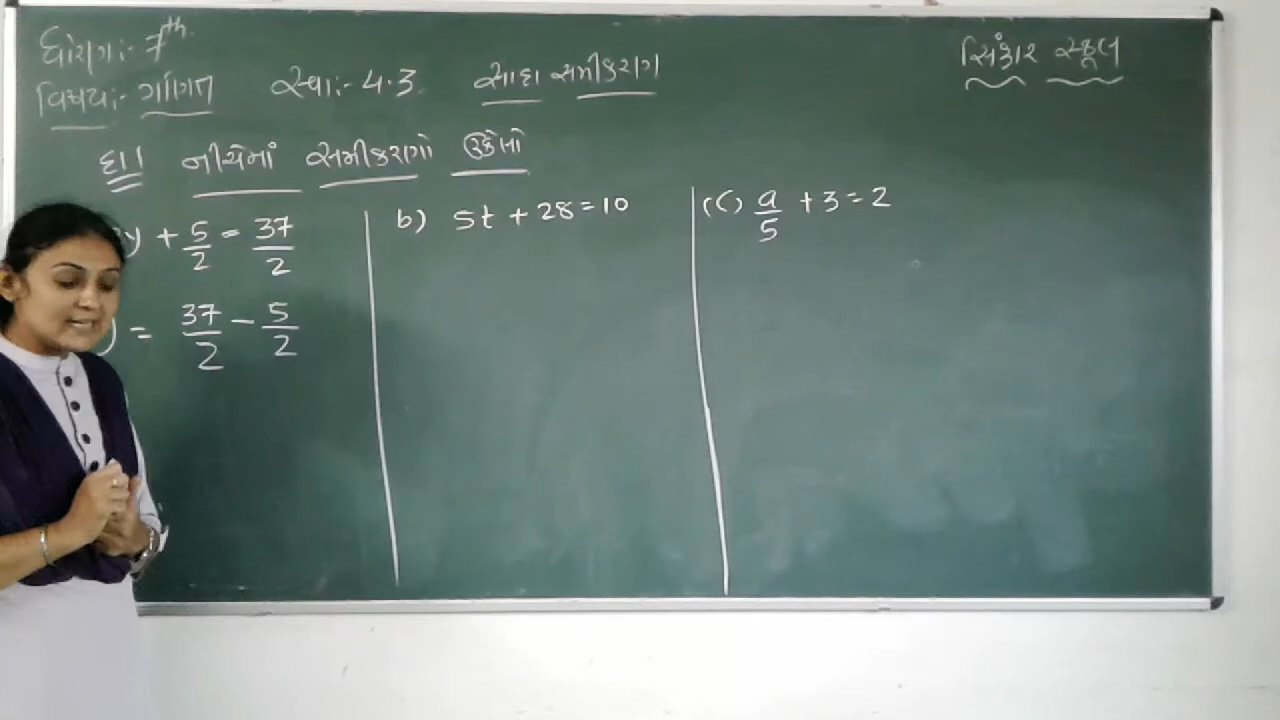 ધોરણ:- 7th
વિષય:- ગણિત સ્વા:- 4.3 સાદા સમીકરણ
સિંકાર સ્કૂલ
દા1 નીચેનાં સમીકરણો ઉકેલો
y + 5/2 = 37/2
= 37/2 - 5/2
b) 5t + 28 = 10
(C) a/5 + 3 = 2